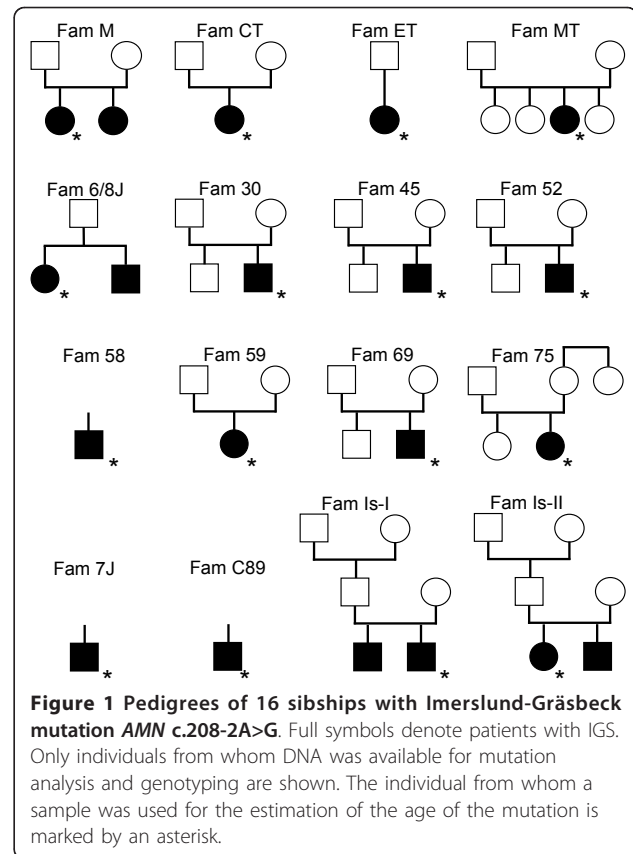 Fam M Fam CT Fam ET Fam MT
* * * *
Fam 6/8J Fam 30 Fam 45 Fam 52
* * * *
Fam 58 Fam 59 Fam 69 Fam 75
* * * *
Fam 7J Fam C89 Fam Is-I Fam Is-II
* * * *
Figure 1 Pedigrees of 16 sibships with Imerslund-Gräsbeck
mutation AMN c.208-2A>G. Full symbols denote patients with IGS.
Only individuals from whom DNA was available for mutation
analysis and genotyping are shown. The individual from whom a
sample was used for the estimation of the age of the mutation is
marked by an asterisk.